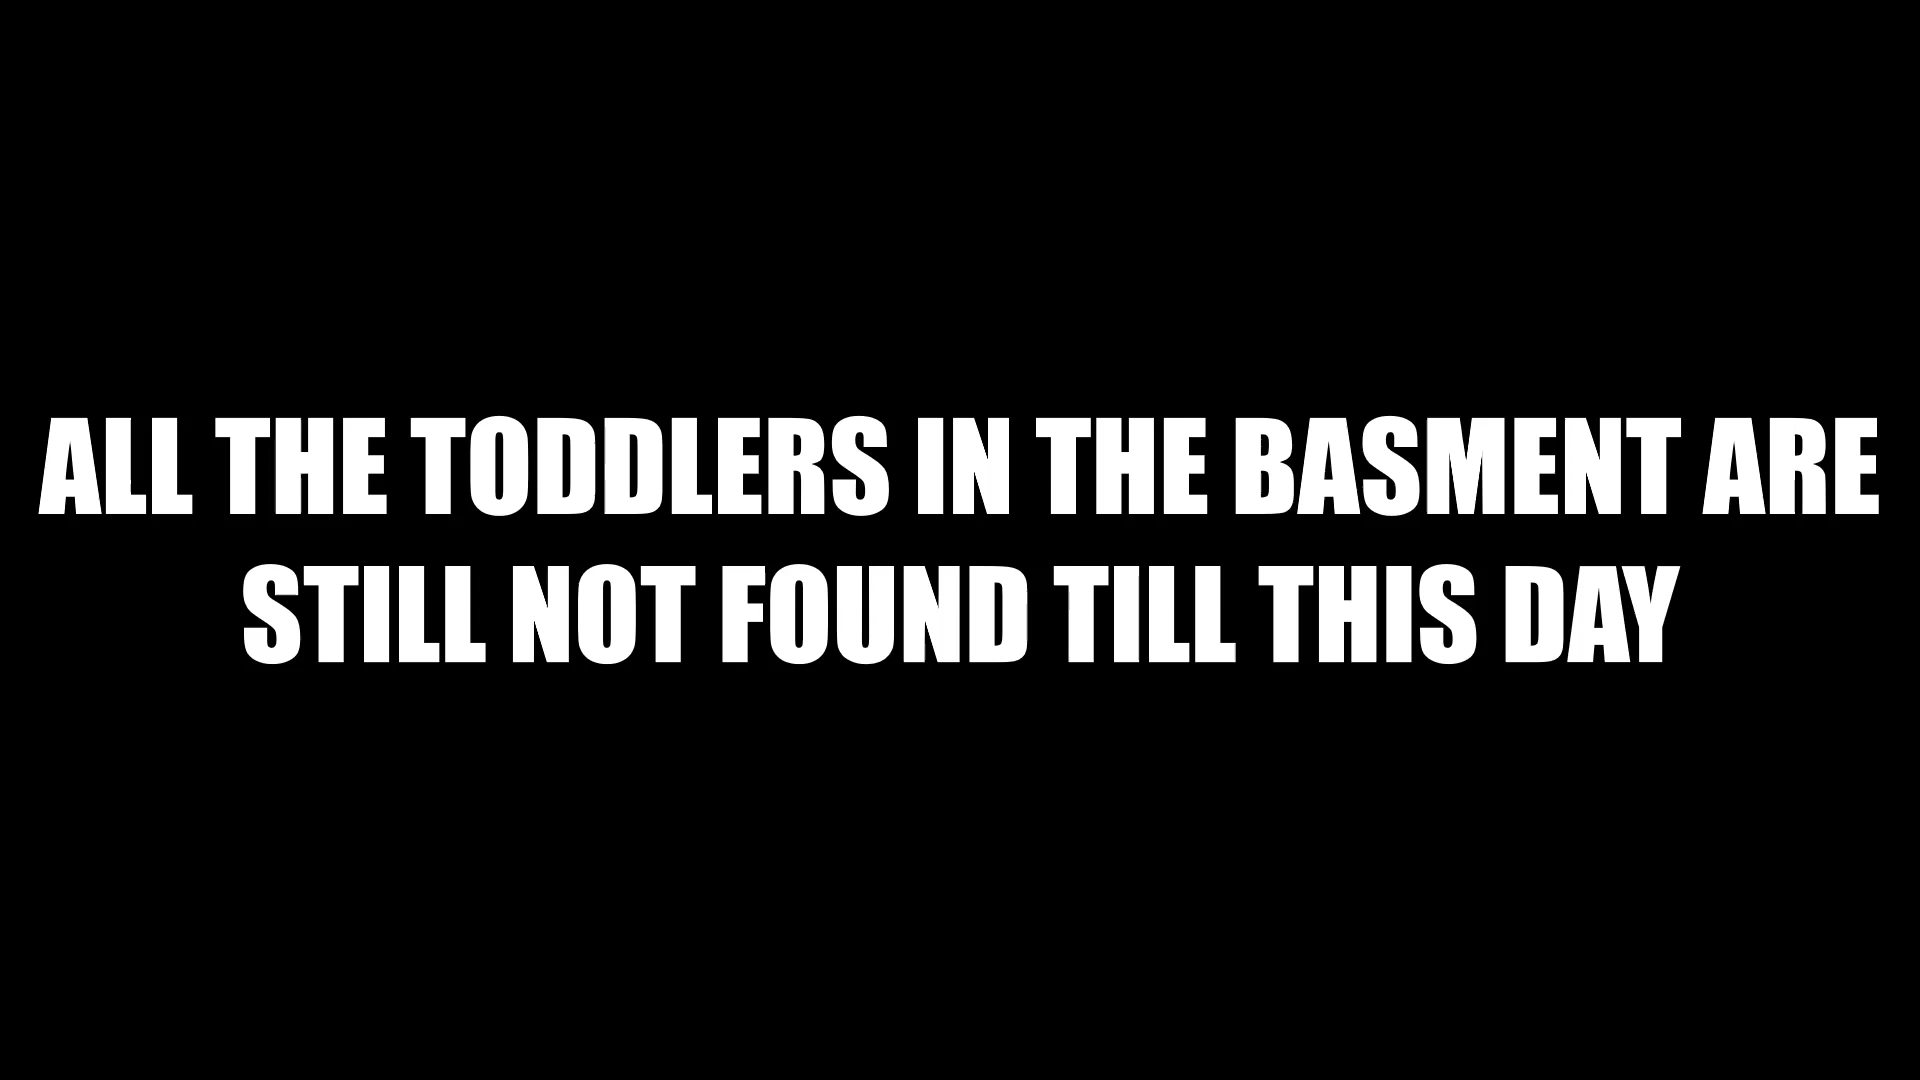 ALL THE TODDLERS IN THE BASMENT ARE
STILL NOT FOUND TILL THIS DAY